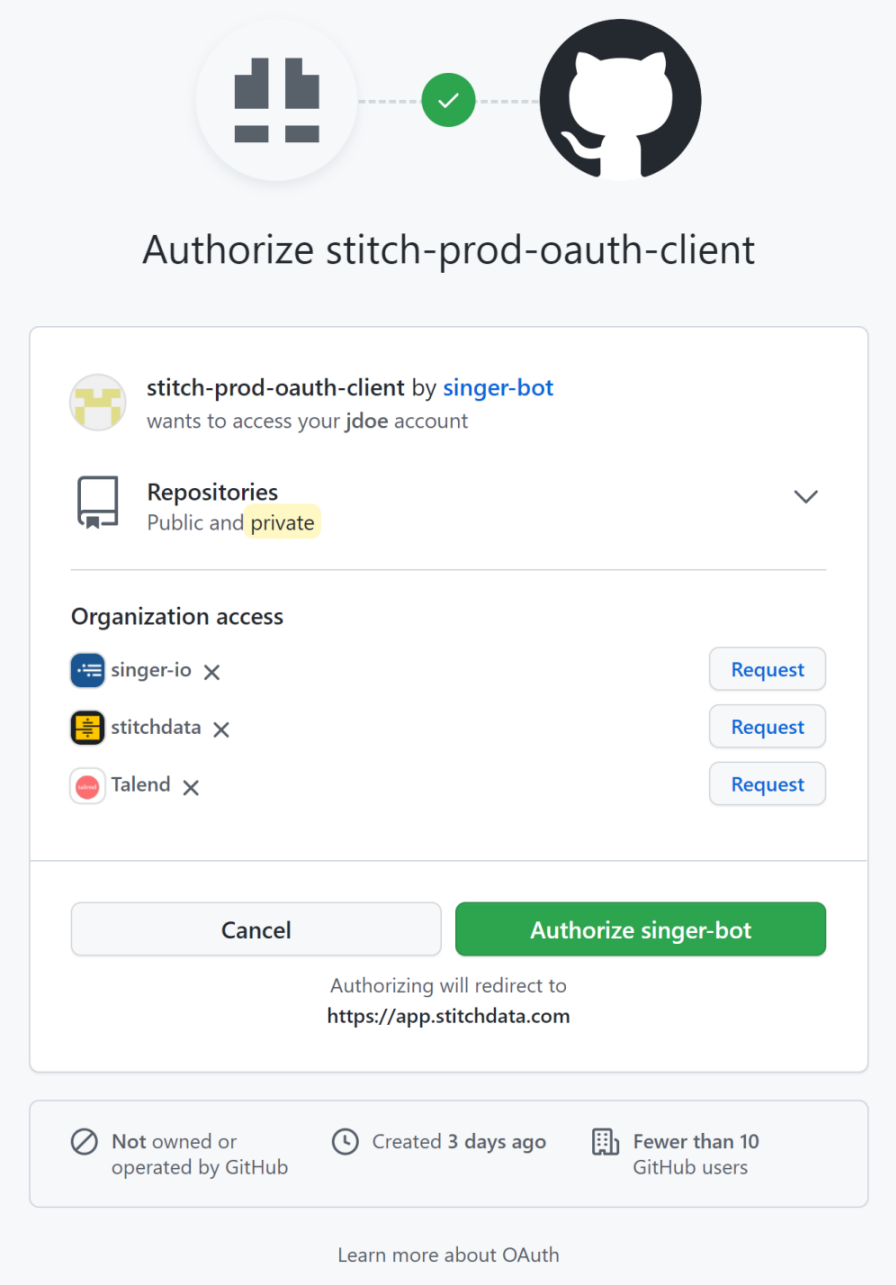 Authorize stitch-prod-oauth-client
stitch-prod-oauth-client by singer-bot
wants to access your jdoe account
Repositories
Public and private
Organization access
singer-io
Request
stitchdata
Request
talend
Talend
Request
Cancel
Authorize singer-bot
Authorizing will redirect to
https://app.stitchdata.com
Not owned or
operated by GitHub
Created 3 days ago
Fewer than 10
GitHub users
Learn more about OAuth